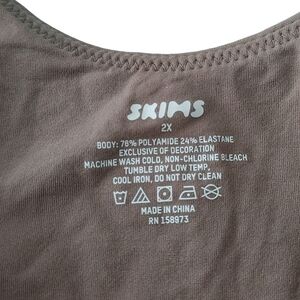 SKIMS
2X
BODY: 76% POLYAMIDE 24% ELASTANE
EXCLUSIVE OF DECORATION
MACHINE WASH COLD, NON-CHLORINE BLEACH
TUMBLE DRY LOW TEMP,
COOL IRON, DO NOT DRY CLEAN
MADE IN CHINA
RN 158973